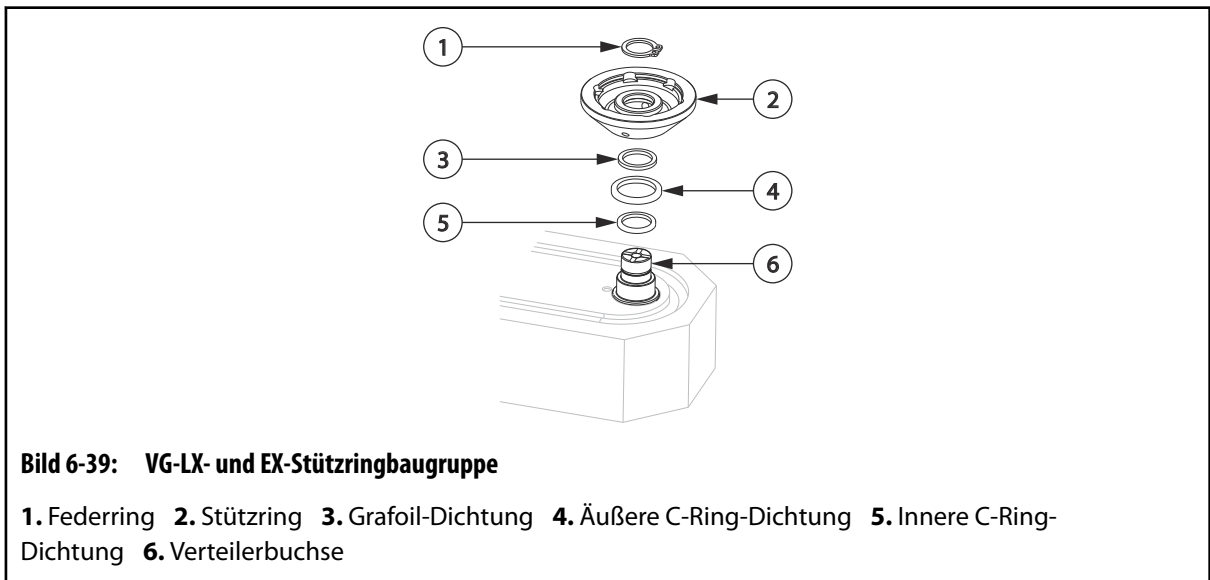 1
2
3
4
5
6
Bild 6-39: VG-LX- und EX-Stützringbaugruppe
1. Federring 2. Stützring 3. Grafoil-Dichtung 4. Äußere C-Ring-Dichtung 5. Innere C-Ring-
Dichtung 6. Verteilerbuchse